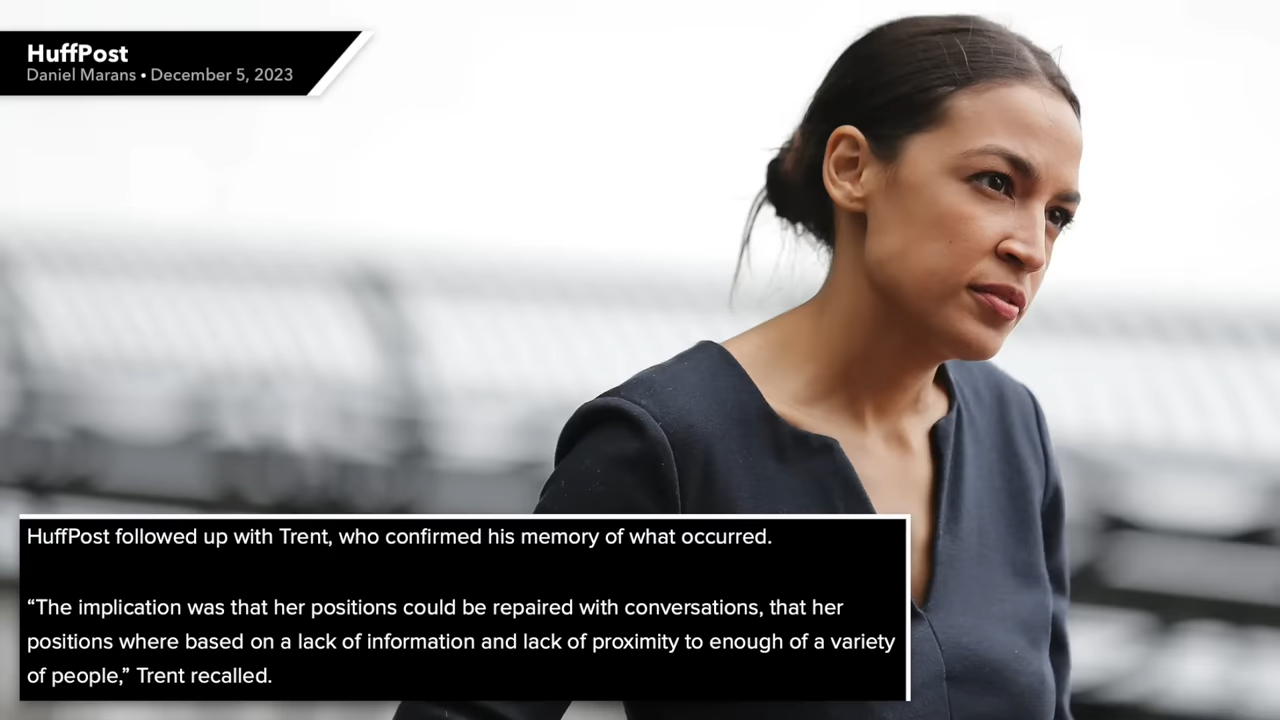 HuffPost
Daniel Marans • December 5, 2023
HuffPost followed up with Trent, who confirmed his memory of what occurred.
“The implication was that her positions could be repaired with conversations, that her
positions where based on a lack of information and lack of proximity to enough of a variety
of people,” Trent recalled.